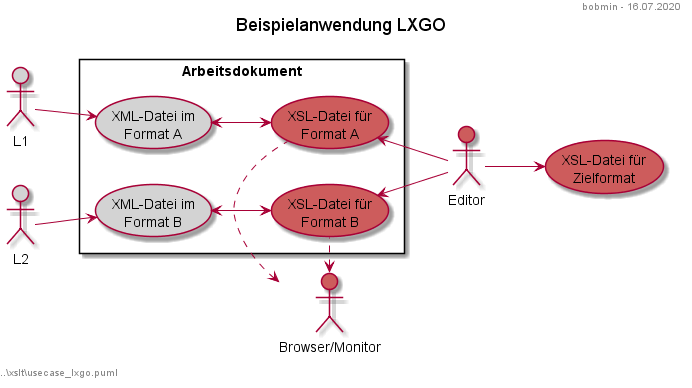 bobmin - 16.07.2020
Beispielanwendung LXGO
Arbeitsdokument
XML-Datei im
Format A
XSL-Datei für
Format A
L1
XSL-Datei für
Zielformat
Editor
XML-Datei im
Format B
XSL-Datei für
Format B
L2
Browser/Monitor
..\xslt\usecase_lxgo.puml